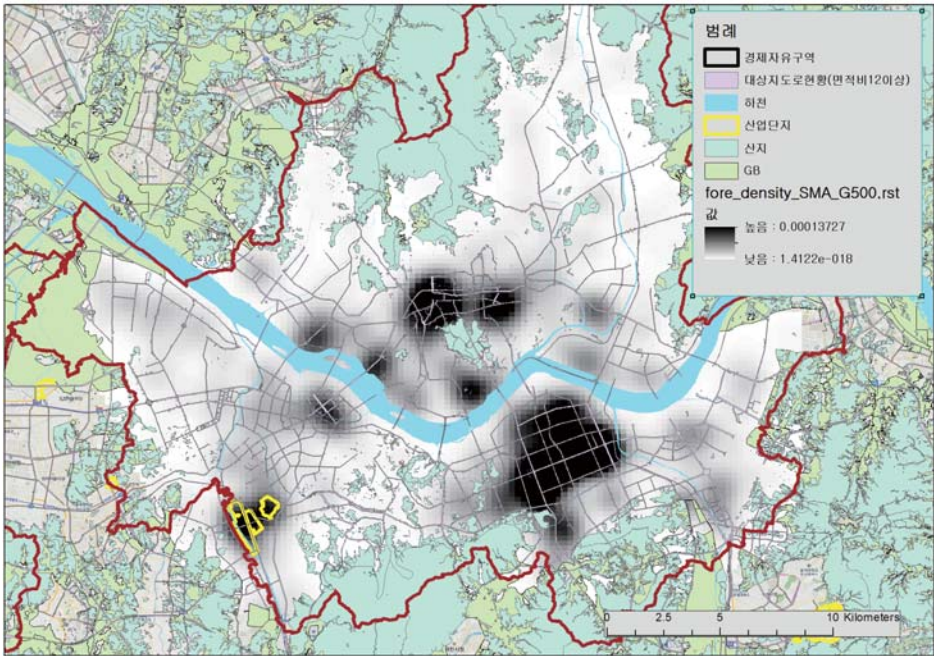 범례
경제자유구역
대상지도로현황(면적비12이상)
하천
산업단지
산지
GB
fore_density_SMA_G500.rst
값
높음 : 0.00013727
낮음 : 1.4122e-018
0 2.5 5 10 Kilometers